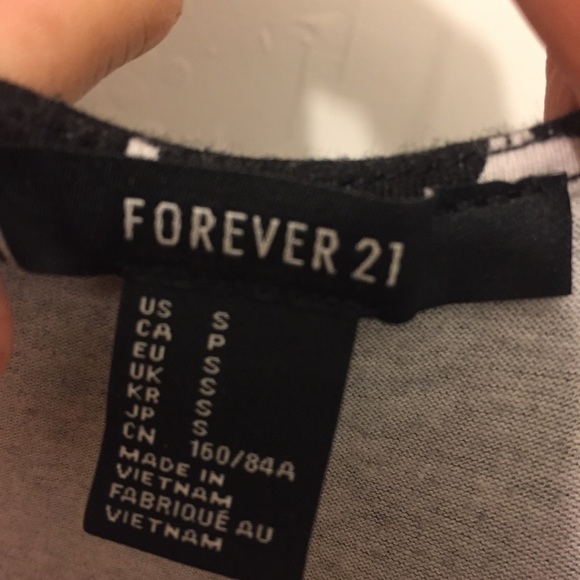 FOREVER 21
US S
CA P
EU S
UK S
KR S
JP S
CN 160/84A
MADE IN
VIETNAM
FABRIQUÉ AU
VIETNAM